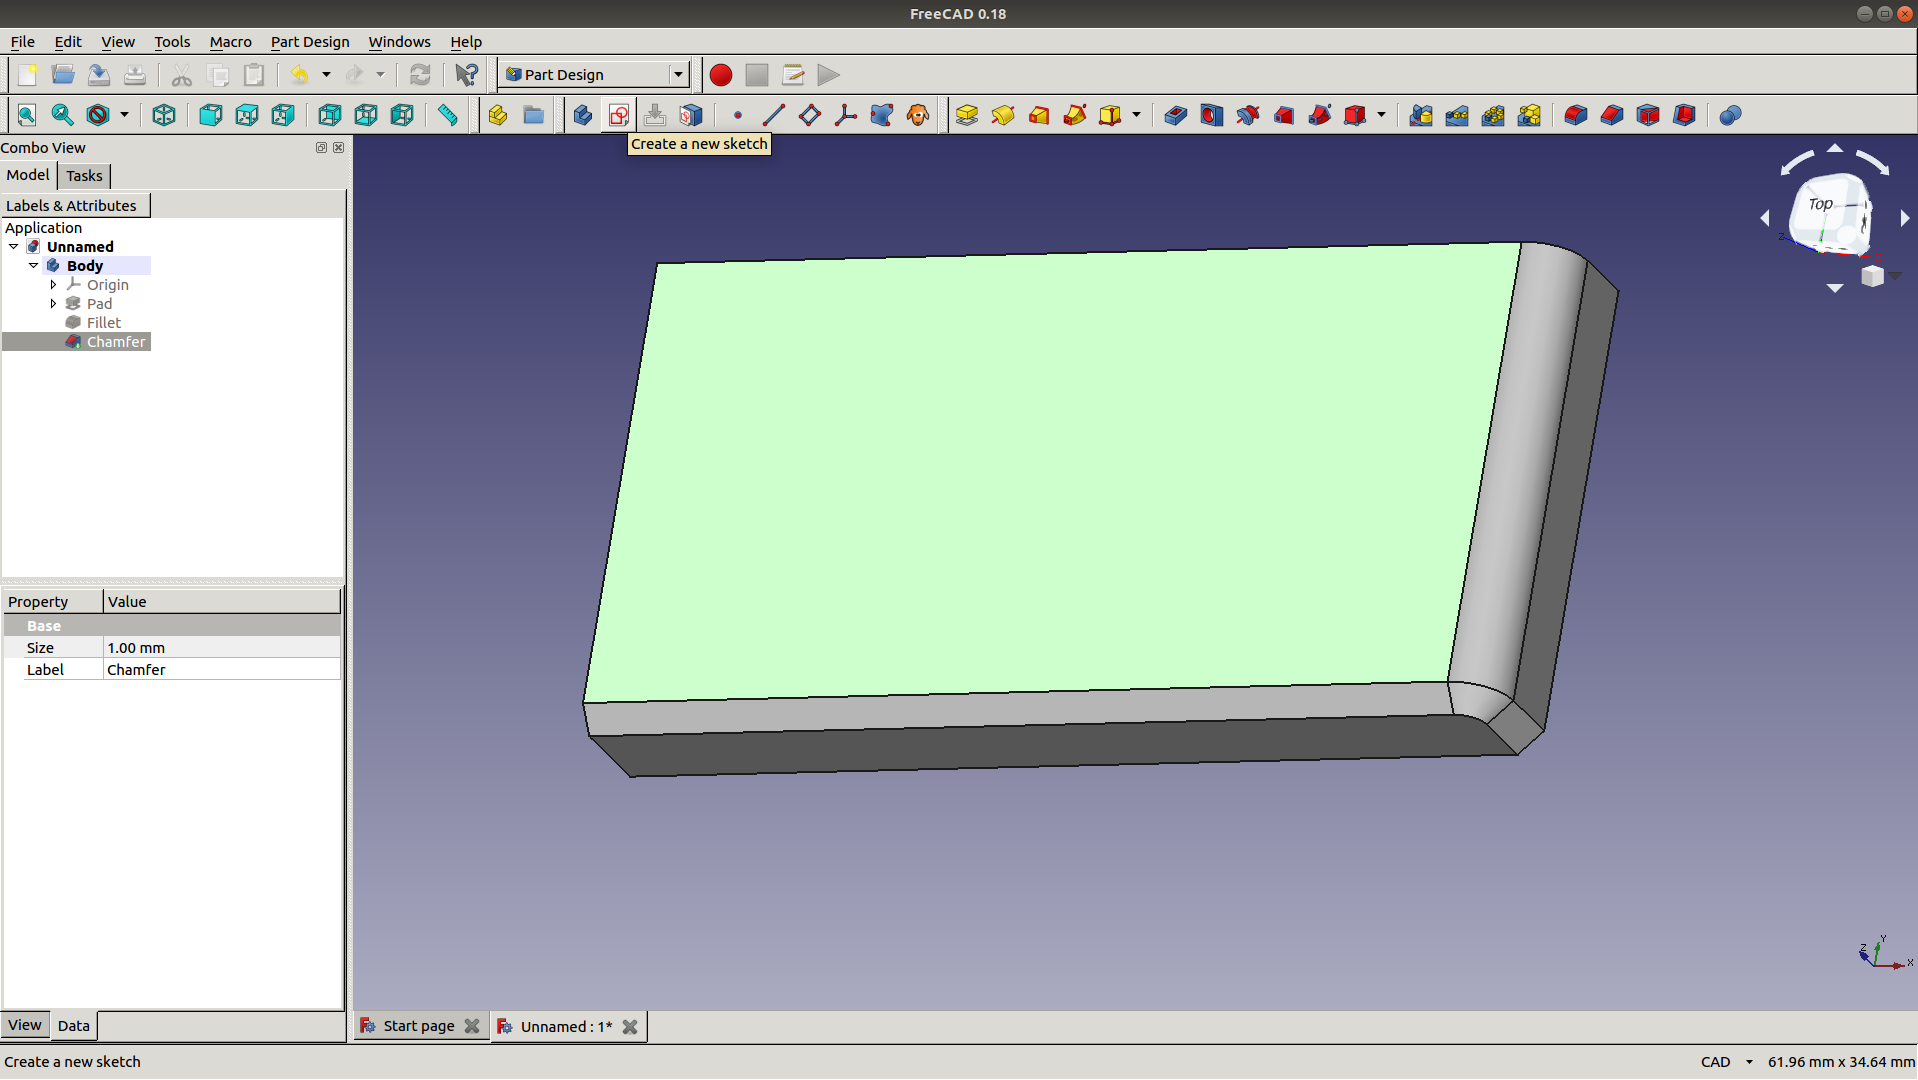 FreeCAD 0.18
File Edit View Tools Macro Part Design Windows Help
Part Design
Create a new sketch
Combo View
Model Tasks
Labels & Attributes
Application
Unnamed
Body
Origin
Pad
Fillet
Chamfer
Top
Z
Property Value
Base
Size 1.00 mm
Label Chamfer
Y
Z
X
View Data
Start page Unnamed : 1*
Create a new sketch CAD 61.96 mm x 34.64 mm